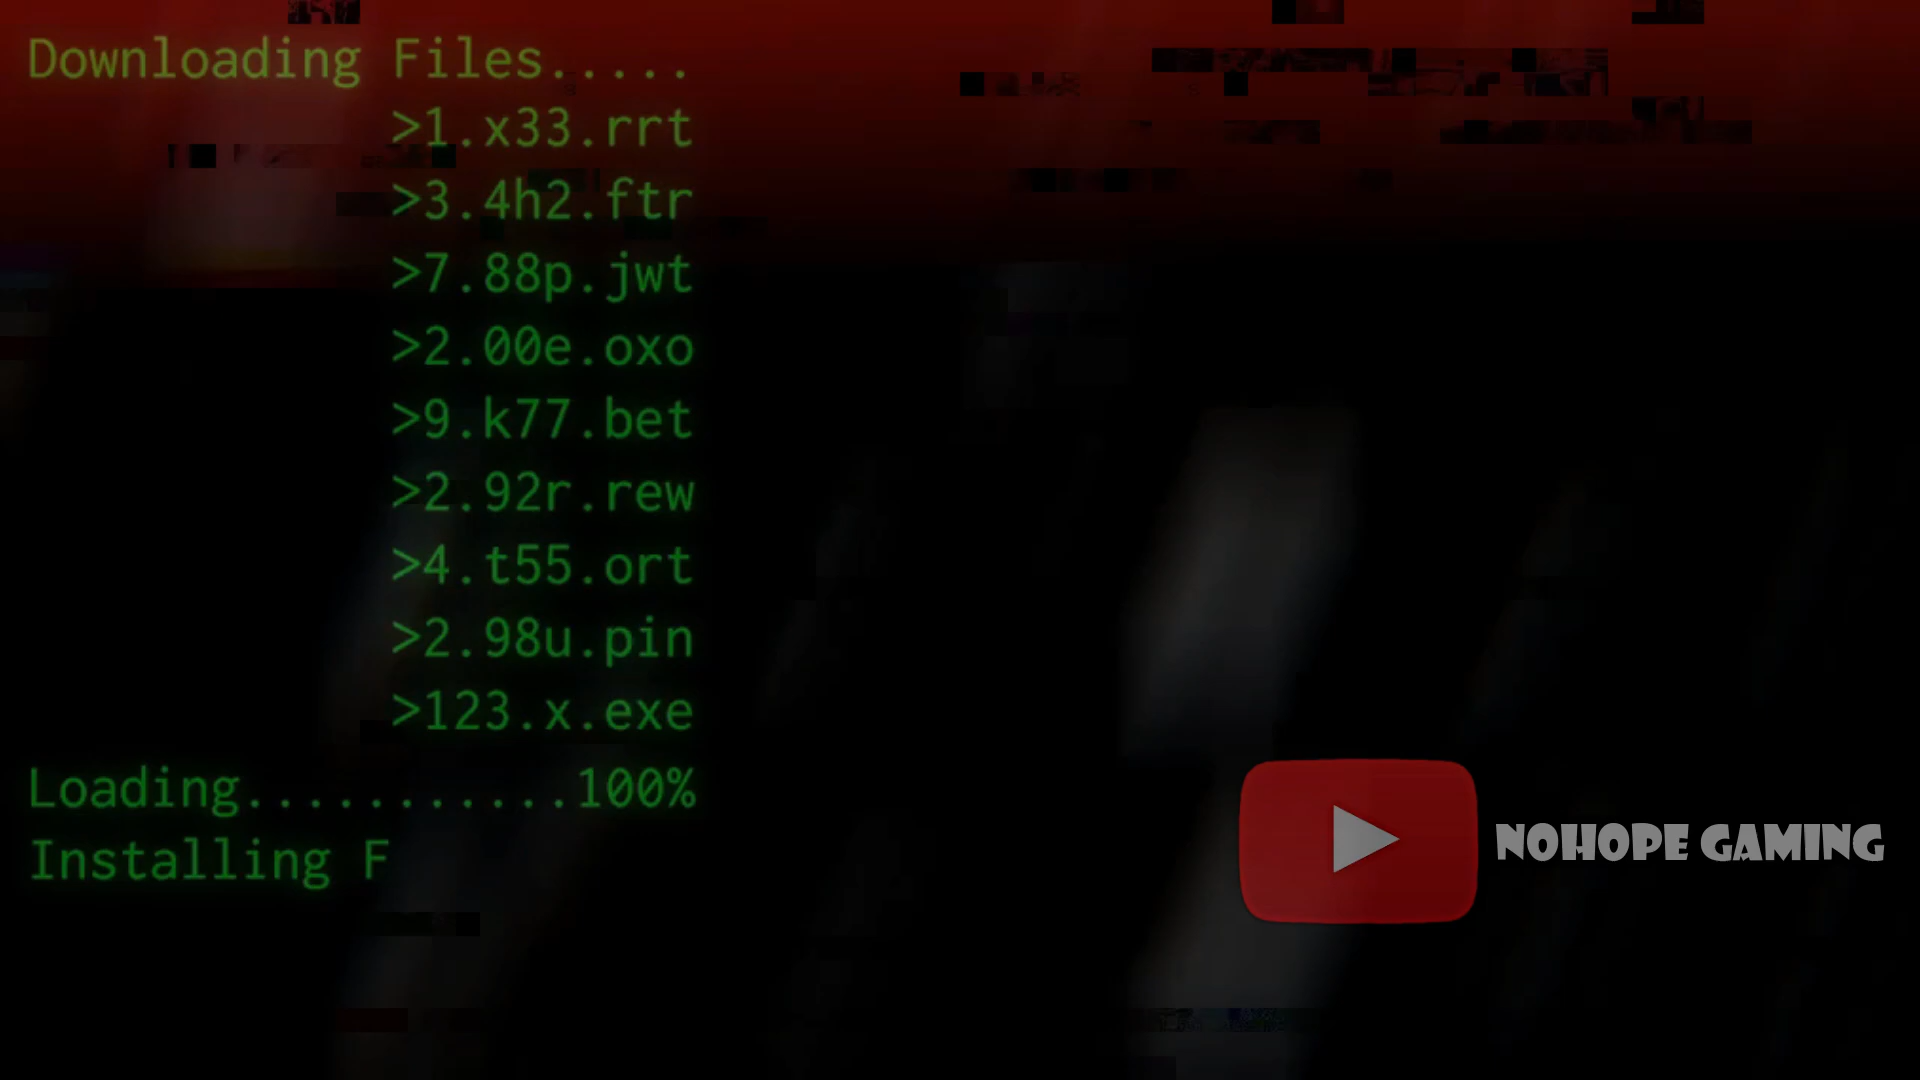 Downloading Files.....
>1.x33.rrt
>3.4h2.ftr
>7.88p.jwt
>2.00e.oxo
>9.k77.bet
>2.92r.rew
>4.t55.ort
>2.98u.pin
>123.x.exe
Loading...........100%
Installing F
NOHOPE GAMING